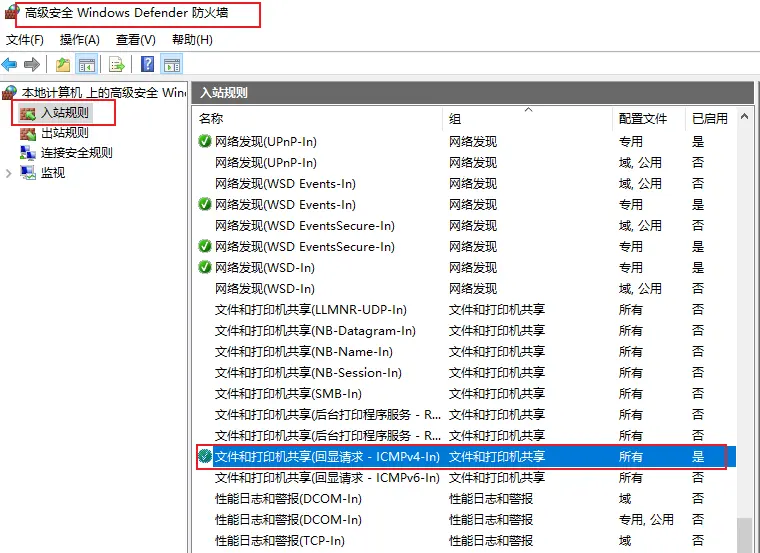 高级安全 Windows Defender 防火墙
文件(F) 操作(A) 查看(V) 帮助(H)
本地计算机 上的高级安全 Win
入站规则
出站规则
连接安全规则
监视
入站规则
名称 组 配置文件 已启用
网络发现(UPnP-In) 网络发现 专用 是
网络发现(UPnP-In) 网络发现 域, 公用 否
网络发现(WSD Events-In) 网络发现 域, 公用 否
网络发现(WSD Events-In) 网络发现 专用 是
网络发现(WSD EventsSecure-In) 网络发现 域, 公用 否
网络发现(WSD EventsSecure-In) 网络发现 专用 是
网络发现(WSD-In) 网络发现 专用 是
网络发现(WSD-In) 网络发现 域, 公用 否
文件和打印机共享(LLMNR-UDP-In) 文件和打印机共享 所有 否
文件和打印机共享(NB-Datagram-In) 文件和打印机共享 所有 否
文件和打印机共享(NB-Name-In) 文件和打印机共享 所有 否
文件和打印机共享(NB-Session-In) 文件和打印机共享 所有 否
文件和打印机共享(SMB-In) 文件和打印机共享 所有 否
文件和打印机共享(后台打印程序服务 - R... 文件和打印机共享 所有 否
文件和打印机共享(后台打印程序服务 - R... 文件和打印机共享 所有 否
文件和打印机共享(回显请求 - ICMPv4-In) 文件和打印机共享 所有 是
文件和打印机共享(回显请求 - ICMPv6-In) 文件和打印机共享 所有 否
性能日志和警报(DCOM-In) 性能日志和警报 域 否
性能日志和警报(DCOM-In) 性能日志和警报 专用, 公用 否
性能日志和警报(TCP-In) 性能日志和警报 域 否